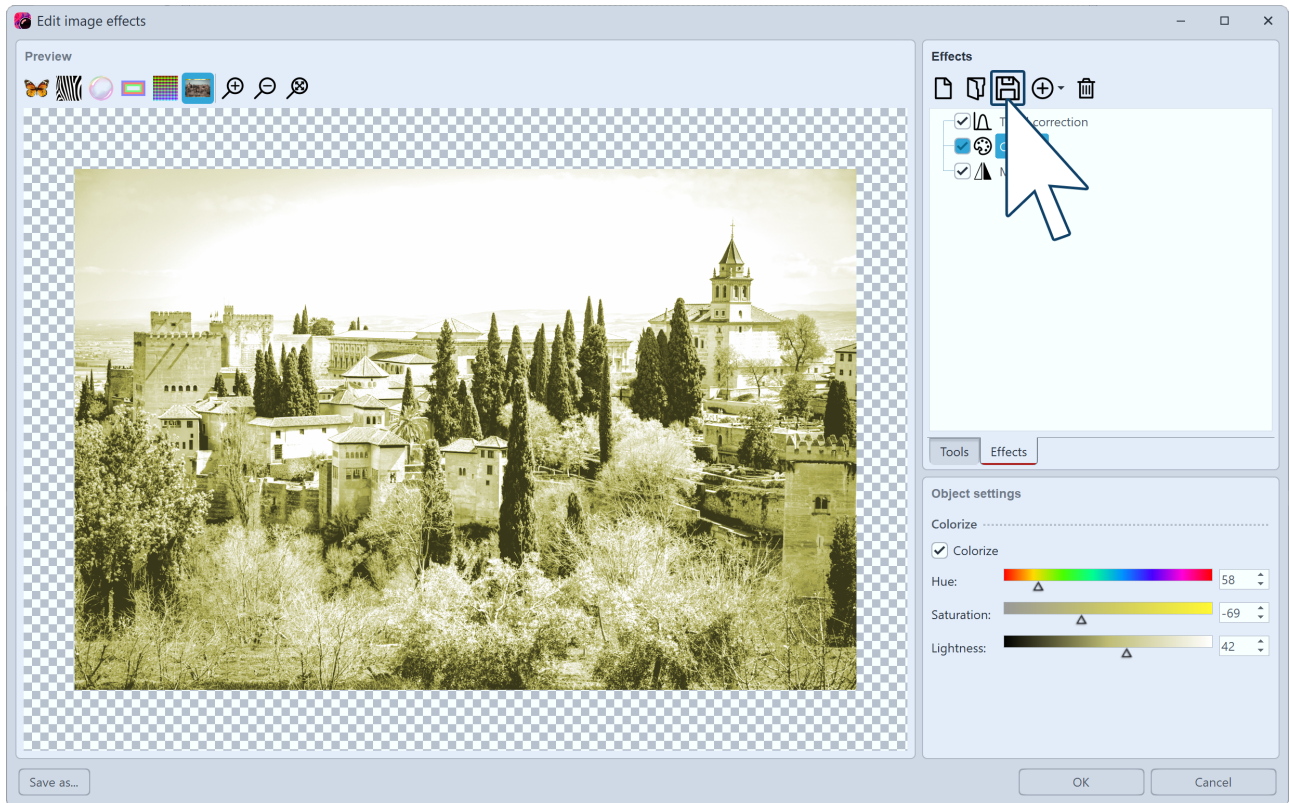 Edit image effects
Preview
Effects
correction
Tools
Effects
Object settings
Colorize
Colorize
Hue:
58
Saturation:
-69
Lightness:
42
Save as...
OK
Cancel